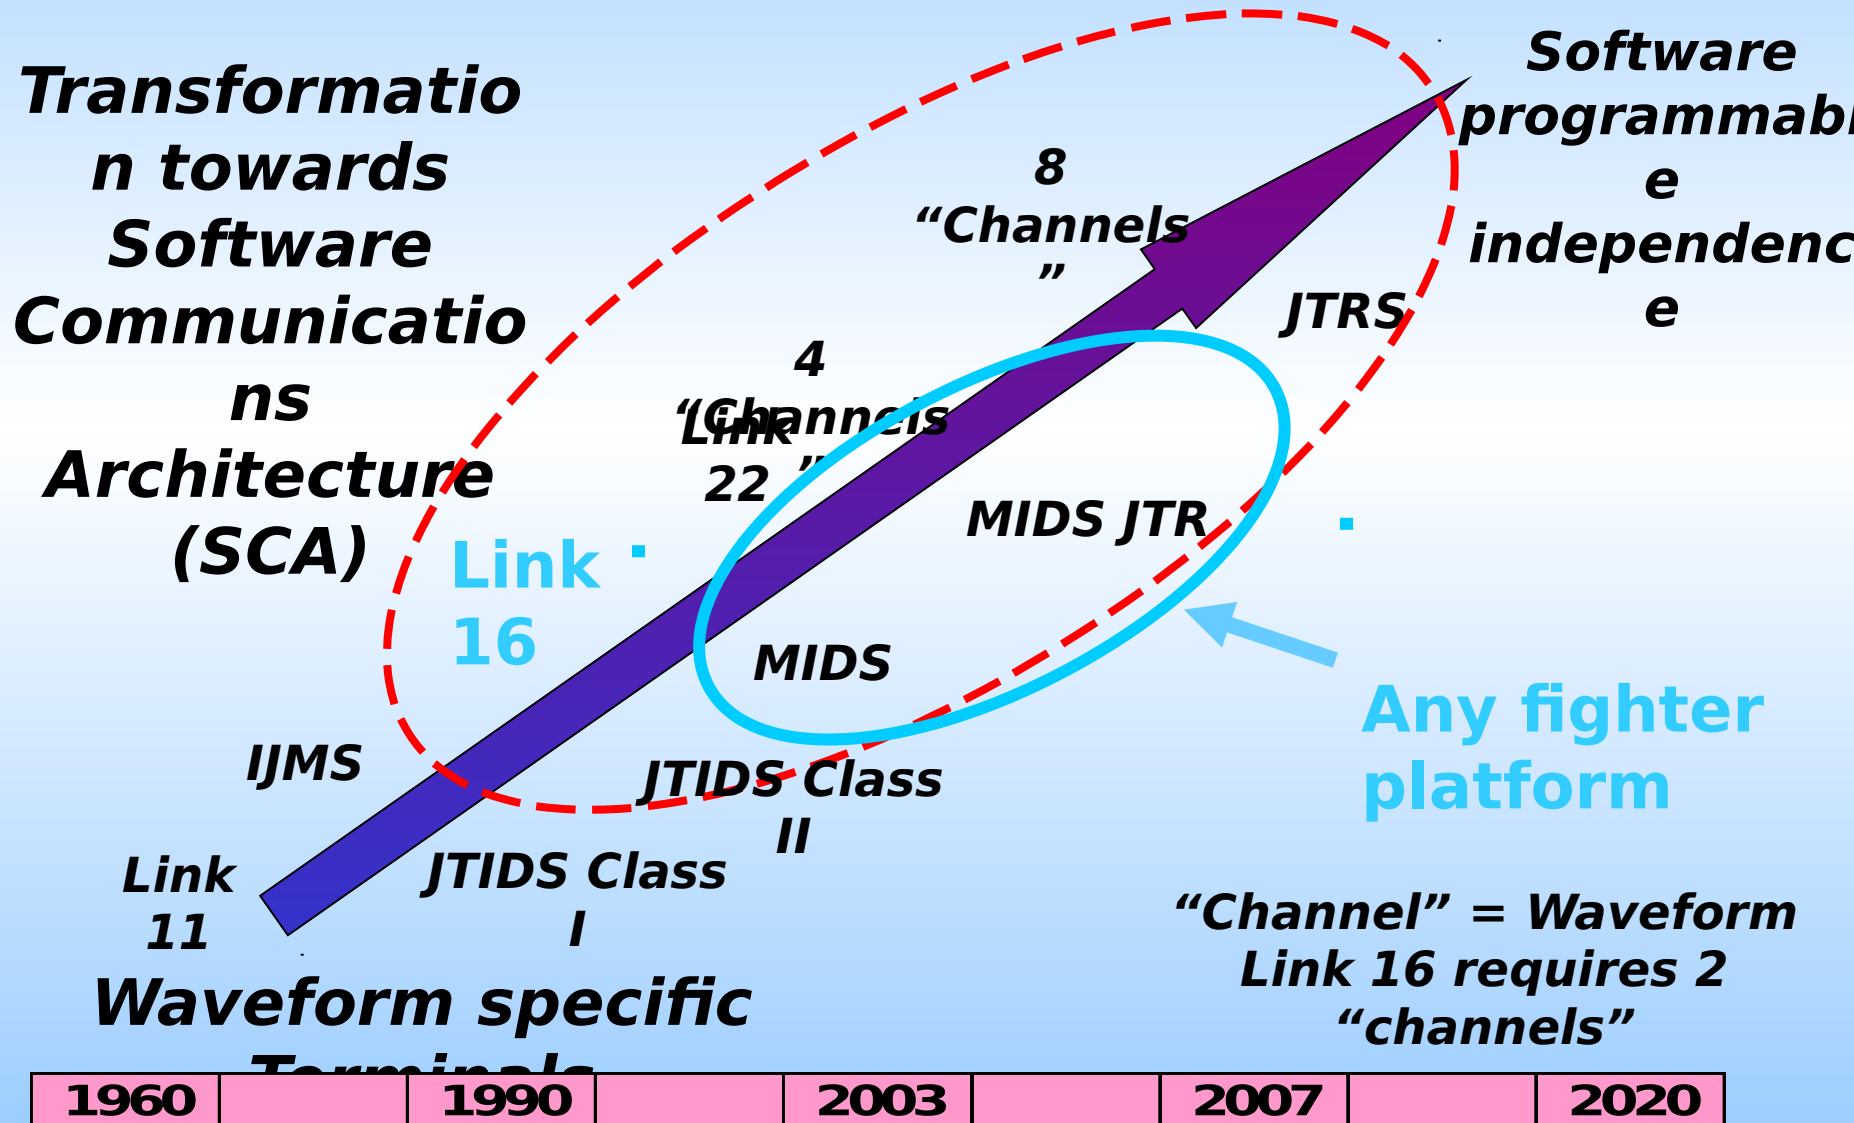 Transformatio
n towards
Software
Communicatio
ns
Architecture
(SCA)
Software
programmabl
e
independenc
e
8
“Channels
”
JTRS
4
“Channels
”
Link
22
MIDS JTR
Link
16
MIDS
IJMS
JTIDS Class
II
Any fighter
platform
JTIDS Class
I
Link
11
“Channel” = Waveform
Link 16 requires 2
“channels”
Waveform specific
Terminals
1960 1990 2003 2007 2020